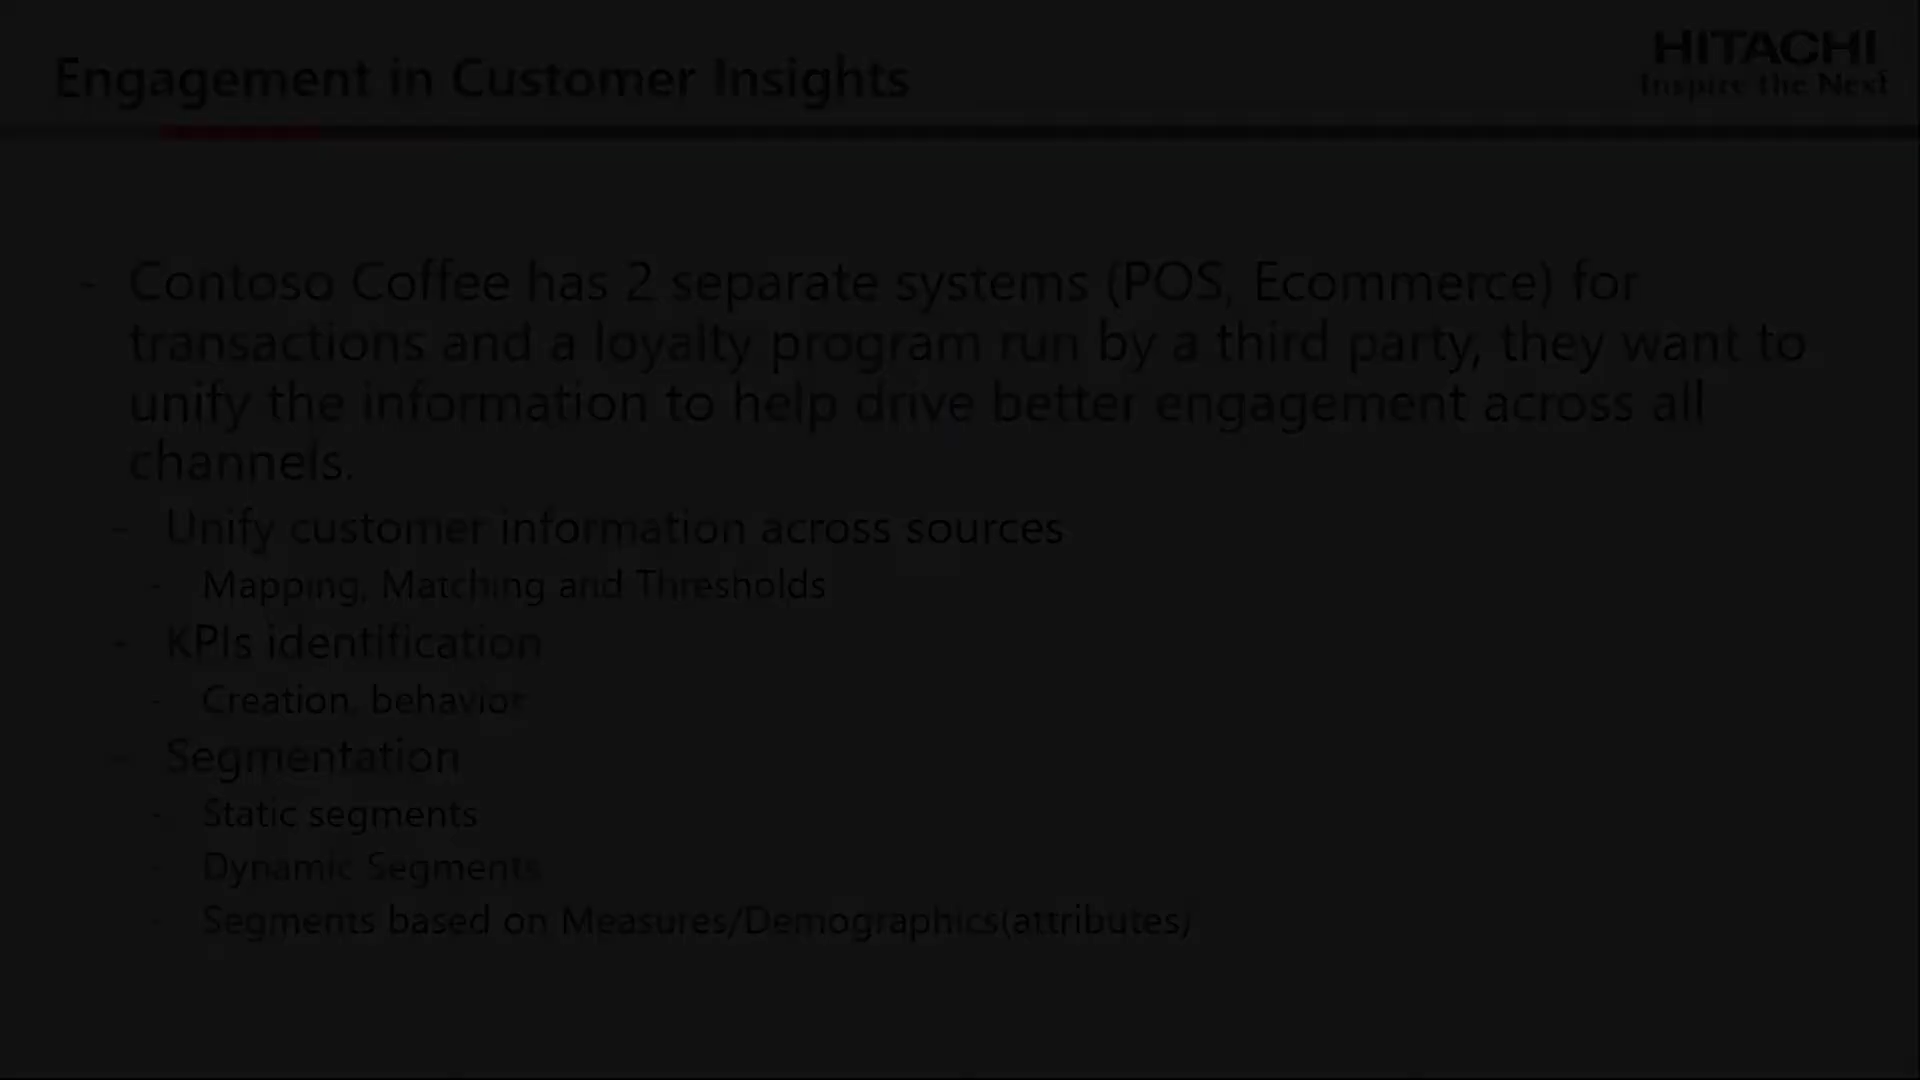 Engagement in Customer Insights
HITACHI
Inspire the Next
- Contoso Coffee has 2 separate systems (POS, Ecommerce) for
transactions and a loyalty program run by a third party, they want to
unify the information to help drive better engagement across all
channels.
- Unify customer information across sources
- Mapping, Matching and Thresholds
- KPIs identification
- Creation, behavior
- Segmentation
- Static segments
- Dynamic Segments
- Segments based on Measures/Demographics(attributes)